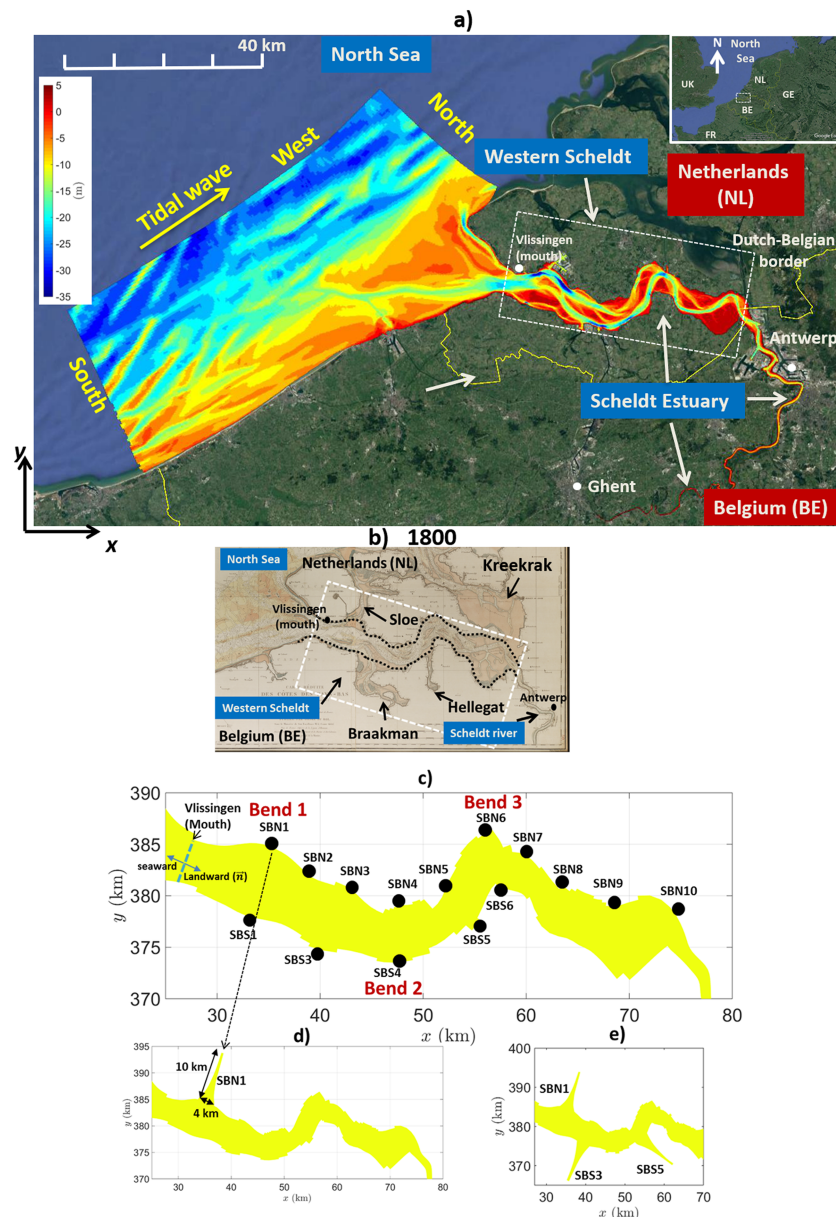 a)
40 km
North Sea
N
North
Sea
UK
NL
GE
BE
FR
5
0
-5
-10
-15
-20
-25
-30
-35
(m)
Tidal wave
West
North
South
Western Scheldt
Netherlands
(NL)
Vlissingen
(mouth)
Dutch-Belgian
border
Antwerp
Scheldt Estuary
Ghent
Belgium (BE)
y
x
b) 1800
North Sea
Netherlands (NL)
Kreekrak
Vlissingen
(mouth)
Sloe
Western Scheldt
Hellegat
Antwerp
Scheldt river
Braakman
Belgium (BE)
c)
390
385
380
375
370
y (km)
Vlissingen
(Mouth)
seaward
Landward (n̅)
Bend 1
SBN1
SBN2
SBN3
SBN4
SBN5
Bend 3
SBN6
SBN7
SBN8
SBN9
SBN10
SBS1
SBS3
SBS4
SBS5
SBS6
Bend 2
30
40
50
60
70
80
x (km)
d)
395
390
385
380
375
370
y (km)
10 km
SBN1
4 km
30
40
50
60
70
80
x (km)
e)
400
390
380
370
y (km)
SBN1
SBS3
SBS5
30
40
50
60
70
x (km)